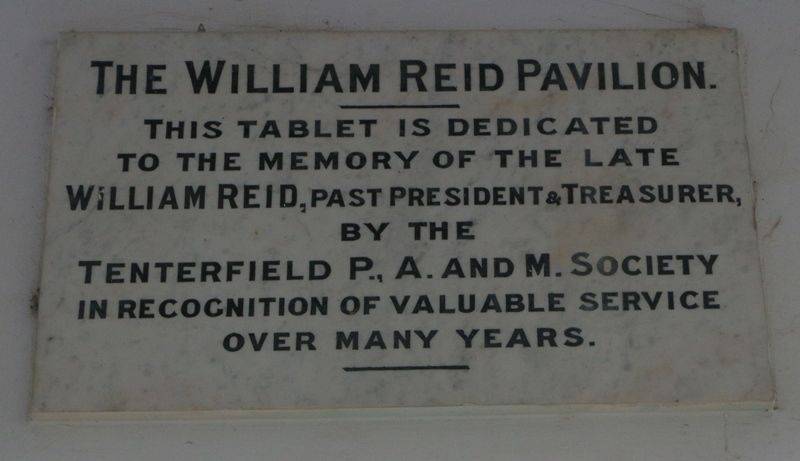 THE WILLIAM REID PAVILION.
THIS TABLET IS DEDICATED
TO THE MEMORY OF THE LATE
WILLIAM REID, PAST PRESIDENT & TREASURER,
BY THE
TENTERFIELD P., A. AND M. SOCIETY
IN RECOGNITION OF VALUABLE SERVICE
OVER MANY YEARS.